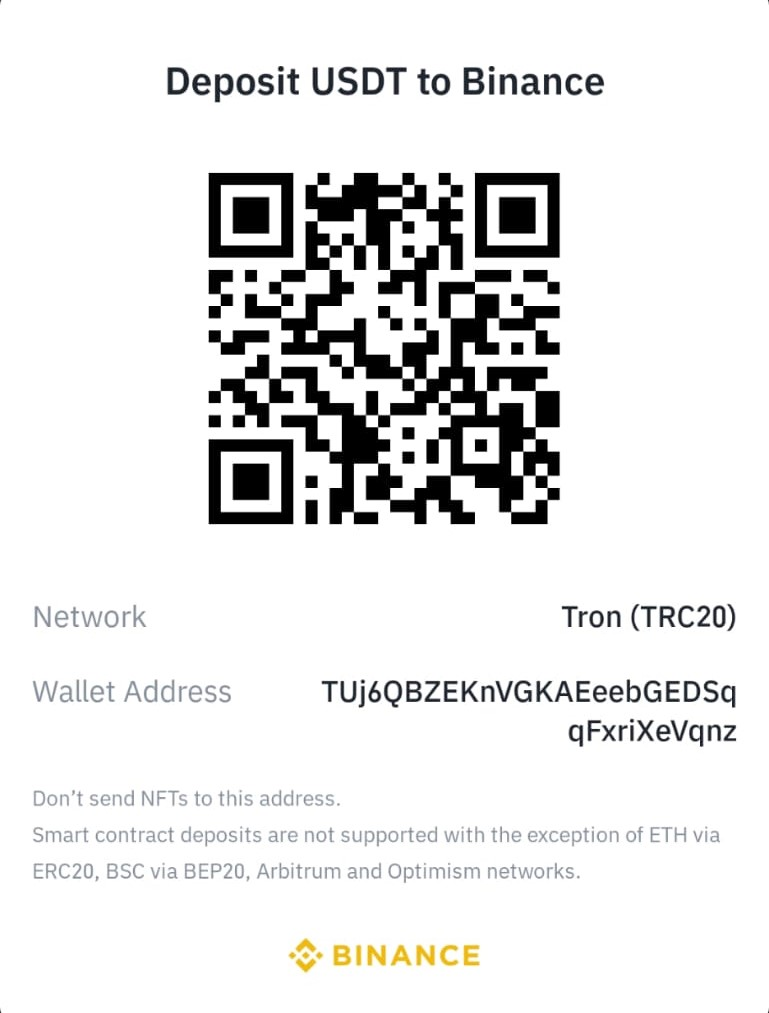 Deposit USDT to Binance
Network Tron (TRC20)
Wallet Address TUj6QBZEKnVGKAEeebGEDSq
qFxriXeVqnz
Don’t send NFTs to this address.
Smart contract deposits are not supported with the exception of ETH via
ERC20, BSC via BEP20, Arbitrum and Optimism networks.
BINANCE